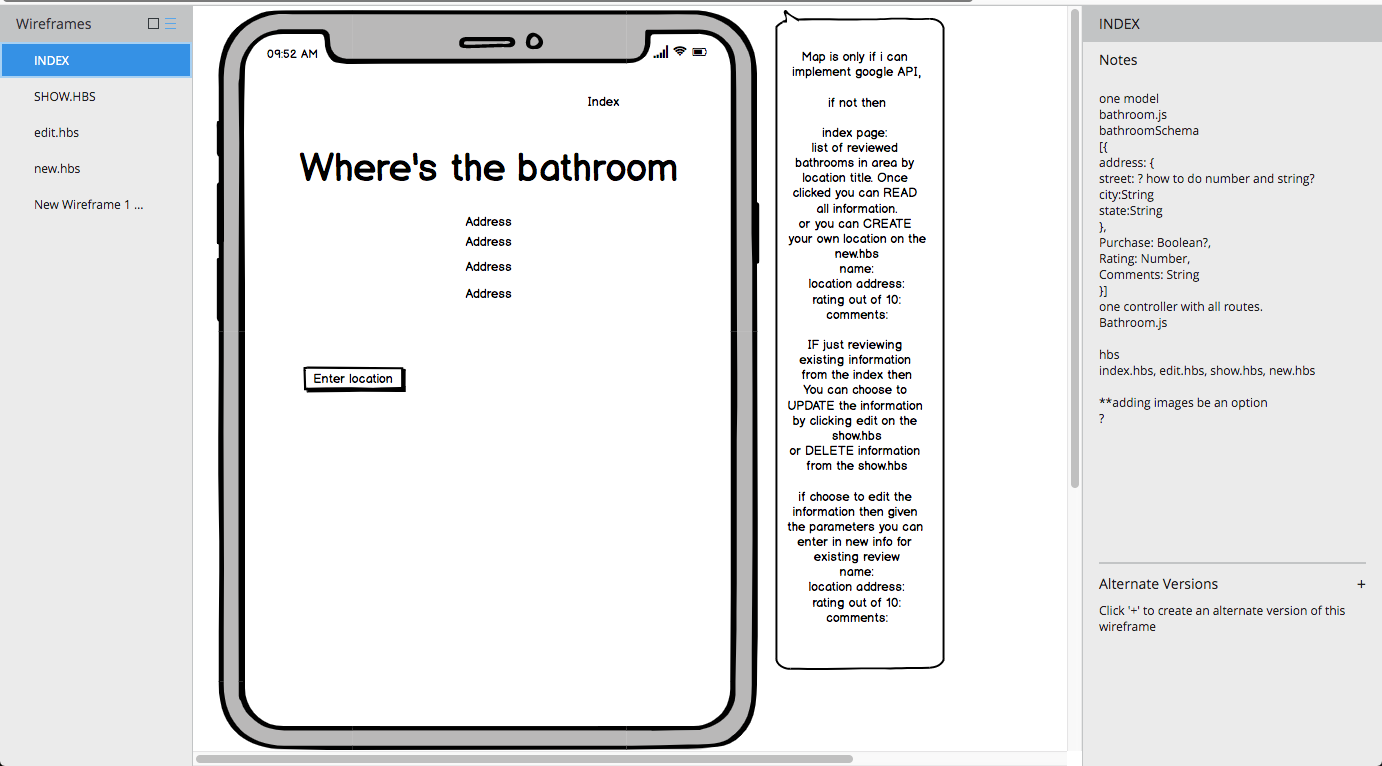 Wireframes
INDEX
SHOW.HBS
edit.hbs
new.hbs
New Wireframe 1 ...
09:52 AM
Index
Where's the bathroom
Address
Address
Address
Address
Enter location
Map is only if i can
implement google API,
if not then
index page:
list of reviewed
bathrooms in area by
location title. Once
clicked you can READ
all information.
or you can CREATE
your own location on the
new.hbs
name:
location address:
rating out of 10:
comments:
IF just reviewing
existing information
from the index then
You can choose to
UPDATE the information
by clicking edit on the
show.hbs
or DELETE information
from the show.hbs
if choose to edit the
information then given
the parameters you can
enter in new info for
existing review
name:
location address:
rating out of 10:
comments:
INDEX
Notes
one model
bathroom.js
bathroomSchema
[{
address: {
street: ? how to do number and string?
city:String
state:String
},
Purchase: Boolean?,
Rating: Number,
Comments: String
}]
one controller with all routes.
Bathroom.js
hbs
index.hbs, edit.hbs, show.hbs, new.hbs
**adding images be an option
?
Alternate Versions +
Click '+' to create an alternate version of this
wireframe